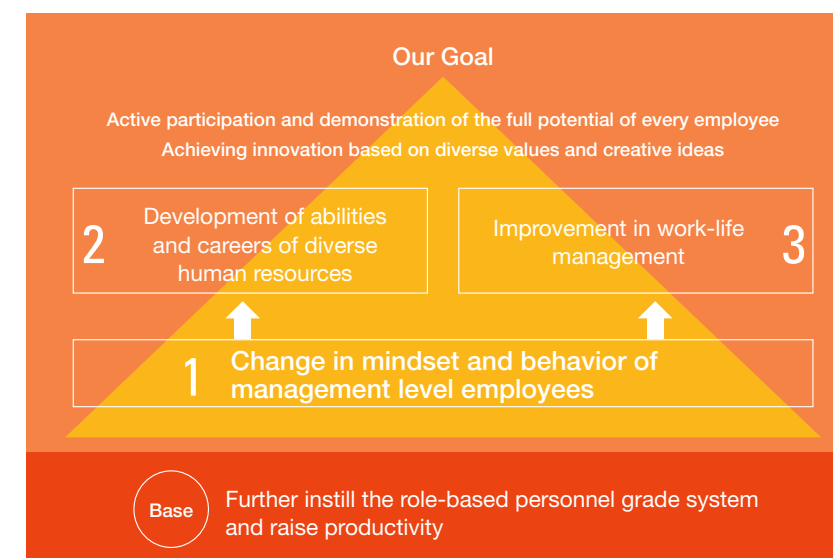 Our Goal
Active participation and demonstration of the full potential of every employee
Achieving innovation based on diverse values and creative ideas
2
Development of abilities
and careers of diverse
human resources
Improvement in work-life
management
3
1
Change in mindset and behavior of
management level employees
Base
Further instill the role-based personnel grade system
and raise productivity